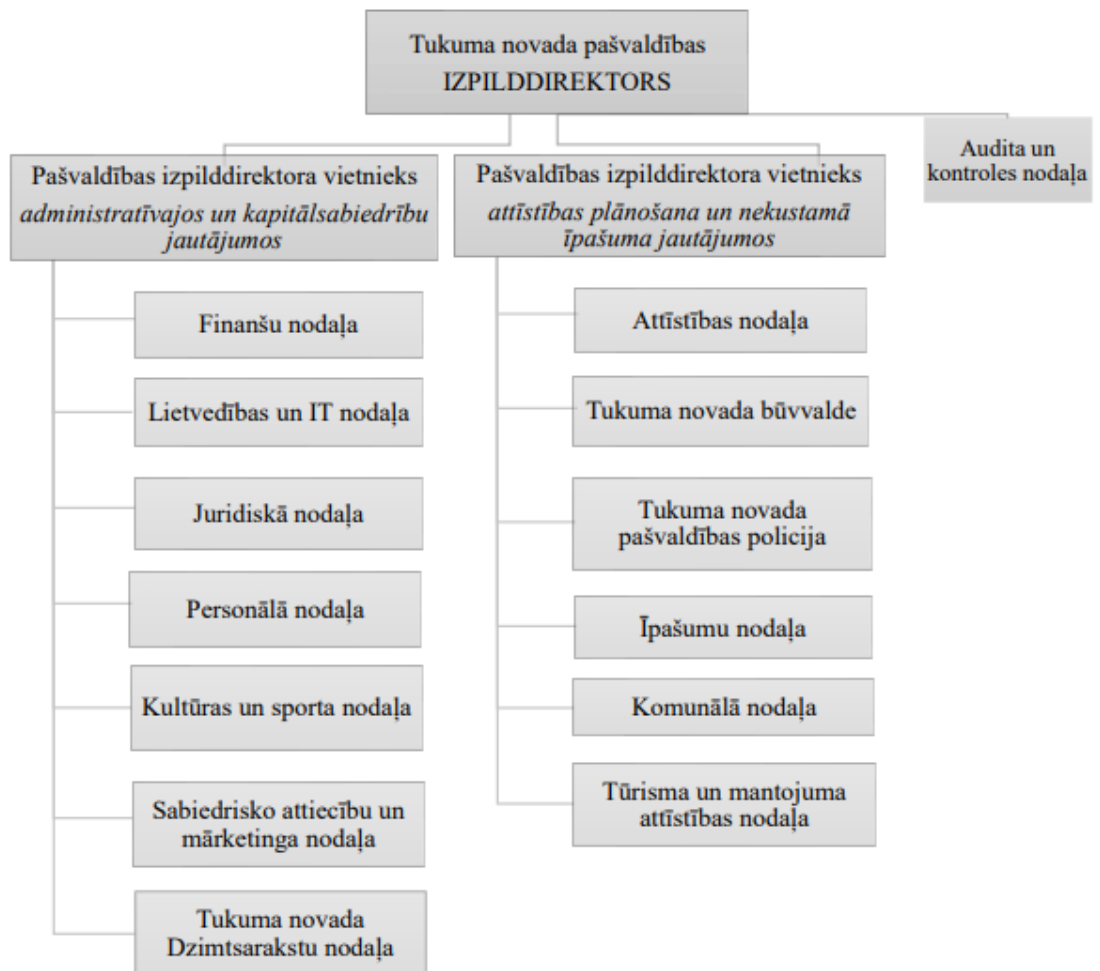 Tukuma novada pašvaldības
IZPILDDIREKTORS
Audita un
kontroles nodaļa
Pašvaldības izpilddirektora vietnieks
administratīvajos un kapitālsabiedrību
jautājumos
Pašvaldības izpilddirektora vietnieks
attīstības plānošana un nekustamā
īpašuma jautājumos
Finanšu nodaļa
Lietvedības un IT nodaļa
Juridiskā nodaļa
Personālā nodaļa
Kultūras un sporta nodaļa
Sabiedrisko attiecību un
mārketinga nodaļa
Tukuma novada
Dzimtsarakstu nodaļa
Attīstības nodaļa
Tukuma novada būvvalde
Tukuma novada
pašvaldības policija
Īpašumu nodaļa
Komunālā nodaļa
Tūrisma un mantojuma
attīstības nodaļa